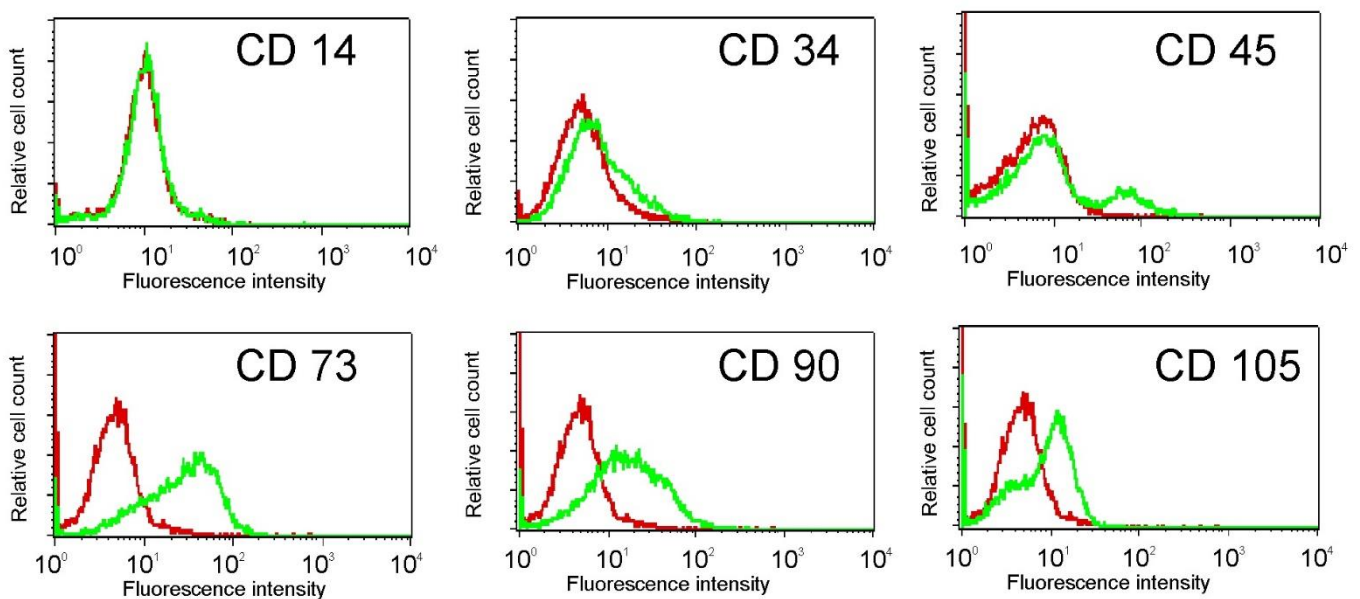 CD 14
Relative cell count
10⁰ 10¹ 10² 10³ 10⁴
Fluorescence intensity
CD 34
Relative cell count
10⁰ 10¹ 10² 10³ 10⁴
Fluorescence intensity
CD 45
Relative cell count
10⁰ 10¹ 10² 10³ 10⁴
Fluorescence intensity
CD 73
Relative cell count
10⁰ 10¹ 10² 10³ 10⁴
Fluorescence intensity
CD 90
Relative cell count
10⁰ 10¹ 10² 10³ 10⁴
Fluorescence intensity
CD 105
Relative cell count
10⁰ 10¹ 10² 10³ 10⁴
Fluorescence intensity